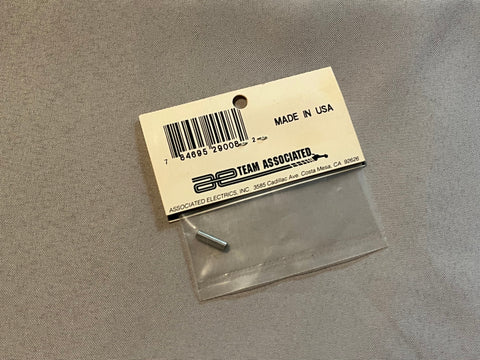 MADE IN USA
7 84695 29008 2
ae TEAM ASSOCIATED
ASSOCIATED ELECTRICS, INC. 3585 Cadillac Ave. Costa Mesa, CA 92626